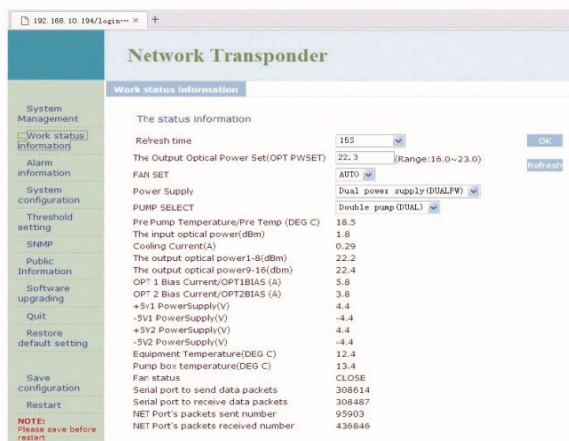 192.168.10.194/login… × +
Network Transponder
Work status information
System
Management
Work status
information
Alarm
information
System
configuration
Threshold
setting
SNMP
Public
Information
Software
upgrading
Quit
Restore
default setting
Save
configuration
Restart
NOTE:
Please save before
restart
The status information
Refresh time 15S OK
The Output Optical Power Set(OPT PWSET) 22.3 (Range:16.0~23.0) Refresh
FAN SET AUTO
Power Supply Dual power supply(DUALPW)
PUMP SELECT Double pump(DUAL)
Pre Pump Temperature/Pre Temp (DEG C) 18.5
The input optical power(dBm) 1.8
Cooling Current(A) 0.29
The output optical power1-8(dbm) 22.2
The output optical power9-16(dbm) 22.4
OPT 1 Bias Current/OPT1BIAS (A) 5.8
OPT 2 Bias Current/OPT2BIAS (A) 3.8
+5V1 PowerSupply(V) 4.4
-5V1 PowerSupply(V) -4.4
+5V2 PowerSupply(V) 4.4
-5V2 PowerSupply(V) -4.4
Equipment Temperature(DEG C) 12.4
Pump box temperature(DEG C) 13.4
Fan status CLOSE
Serial port to send data packets 308614
Serial port to receive data packets 308487
NET Port's packets sent number 95903
NET Port's packets received number 436846